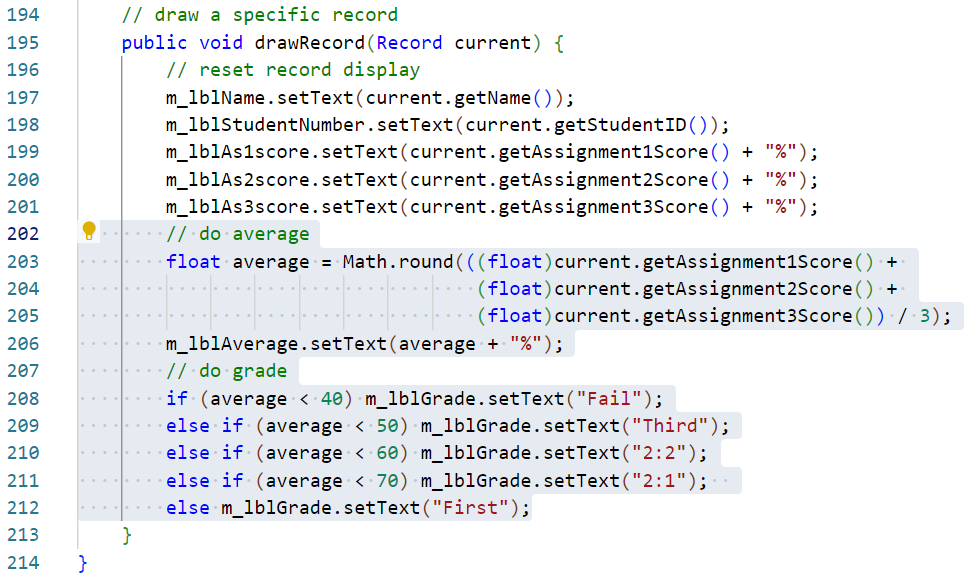 194 // draw a specific record
195 public void drawRecord(Record current) {
196 // reset record display
197 m_lblName.setText(current.getName());
198 m_lblStudentNumber.setText(current.getStudentID());
199 m_lblAs1score.setText(current.getAssignment1Score() + "%");
200 m_lblAs2score.setText(current.getAssignment2Score() + "%");
201 m_lblAs3score.setText(current.getAssignment3Score() + "%");
202 // do average
203 float average = Math.round(((float)current.getAssignment1Score() +
204 (float)current.getAssignment2Score() +
205 (float)current.getAssignment3Score()) / 3);
206 m_lblAverage.setText(average + "%");
207 // do grade
208 if (average < 40) m_lblGrade.setText("Fail");
209 else if (average < 50) m_lblGrade.setText("Third");
210 else if (average < 60) m_lblGrade.setText("2:2");
211 else if (average < 70) m_lblGrade.setText("2:1");
212 else m_lblGrade.setText("First");
213 }
214 }